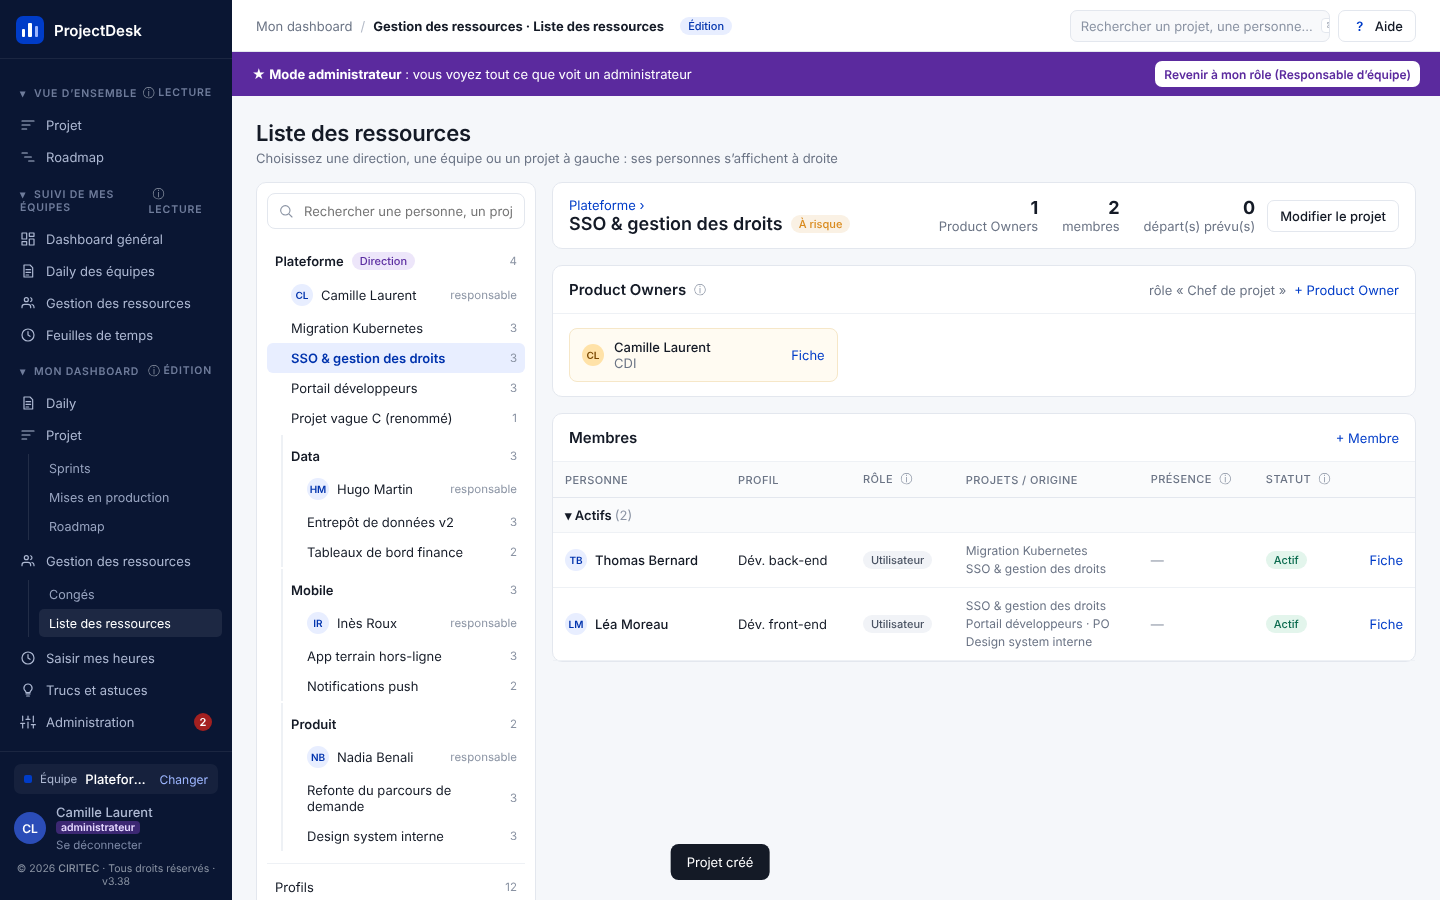 ProjectDesk
VUE D’ENSEMBLE ⓘ LECTURE
Projet
Roadmap
SUIVI DE MES ÉQUIPES ⓘ LECTURE
Dashboard général
Daily des équipes
Gestion des ressources
Feuilles de temps
MON DASHBOARD ⓘ ÉDITION
Daily
Projet
Sprints
Mises en production
Roadmap
Gestion des ressources
Congés
Liste des ressources
Saisir mes heures
Trucs et astuces
Administration 2
Équipe Platefor... Changer
CL Camille Laurent
administrateur
Se déconnecter
© 2026 CIRITEC · Tous droits réservés ·
v3.38
Mon dashboard / Gestion des ressources · Liste des ressources Édition
Rechercher un projet, une personne...
? Aide
★ Mode administrateur : vous voyez tout ce que voit un administrateur
Revenir à mon rôle (Responsable d’équipe)
Liste des ressources
Choisissez une direction, une équipe ou un projet à gauche : ses personnes s’affichent à droite
Rechercher une personne, un proj
Plateforme Direction 4
CL Camille Laurent responsable
Migration Kubernetes 3
SSO & gestion des droits 3
Portail développeurs 3
Projet vague C (renommé) 1
Data 3
HM Hugo Martin responsable
Entrepôt de données v2 3
Tableaux de bord finance 2
Mobile 3
IR Inès Roux responsable
App terrain hors-ligne 3
Notifications push 2
Produit 2
NB Nadia Benali responsable
Refonte du parcours de
demande 3
Design system interne 3
Profils 12
Plateforme ›
SSO & gestion des droits À risque
1 Product Owners
2 membres
0 départ(s) prévu(s)
Modifier le projet
Product Owners ⓘ
rôle « Chef de projet » + Product Owner
CL Camille Laurent
CDI
Fiche
Membres
+ Membre
PERSONNE PROFIL RÔLE ⓘ PROJETS / ORIGINE PRÉSENCE ⓘ STATUT ⓘ
▾ Actifs (2)
TB Thomas Bernard Dév. back-end Utilisateur Migration Kubernetes
SSO & gestion des droits
— Actif Fiche
LM Léa Moreau Dév. front-end Utilisateur SSO & gestion des droits
Portail développeurs · PO
Design system interne
— Actif Fiche
Projet créé